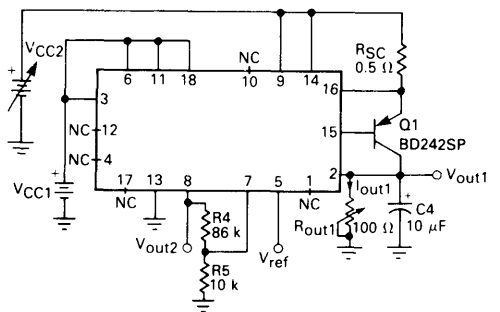 VCC2
RSC
0.5 Ω
NC
6
11
18
10
9
14
16
3
Q1
BD242SP
NC
12
15
NC
4
VCC1
17
NC
13
8
7
5
1
NC
2
Iout1
Vout1
Rout1
100 Ω
C4
10 μF
R4
86 k
Vout2
Vref
R5
10 k